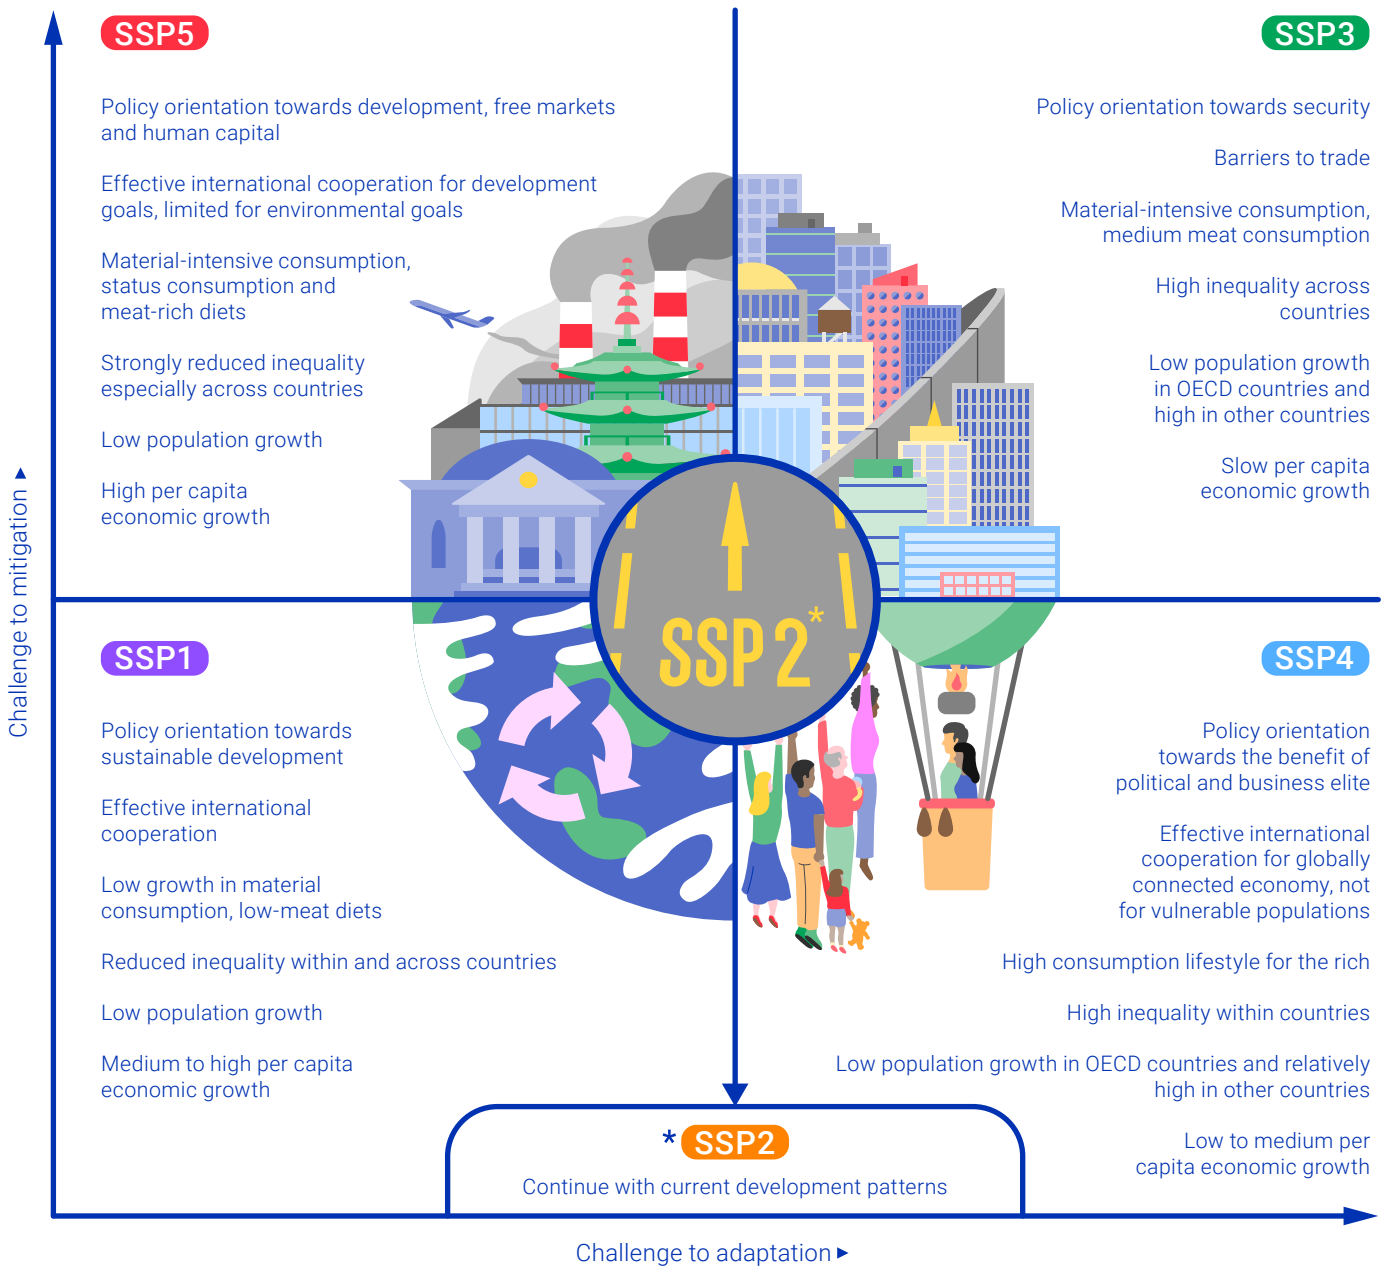 SSP5
Policy orientation towards development, free markets
and human capital
Effective international cooperation for development
goals, limited for environmental goals
Material-intensive consumption,
status consumption and
meat-rich diets
Strongly reduced inequality
especially across countries
Low population growth
High per capita
economic growth
SSP3
Policy orientation towards security
Barriers to trade
Material-intensive consumption,
medium meat consumption
High inequality across
countries
Low population growth
in OECD countries and
high in other countries
Slow per capita
economic growth
SSP 2*
SSP1
Policy orientation towards
sustainable development
Effective international
cooperation
Low growth in material
consumption, low-meat diets
Reduced inequality within and across countries
Low population growth
Medium to high per capita
economic growth
SSP4
Policy orientation
towards the benefit of
political and business elite
Effective international
cooperation for globally
connected economy, not
for vulnerable populations
High consumption lifestyle for the rich
High inequality within countries
Low population growth in OECD countries and relatively
high in other countries
Low to medium per
capita economic growth
* SSP2
Continue with current development patterns
Challenge to mitigation ▸
Challenge to adaptation ▸